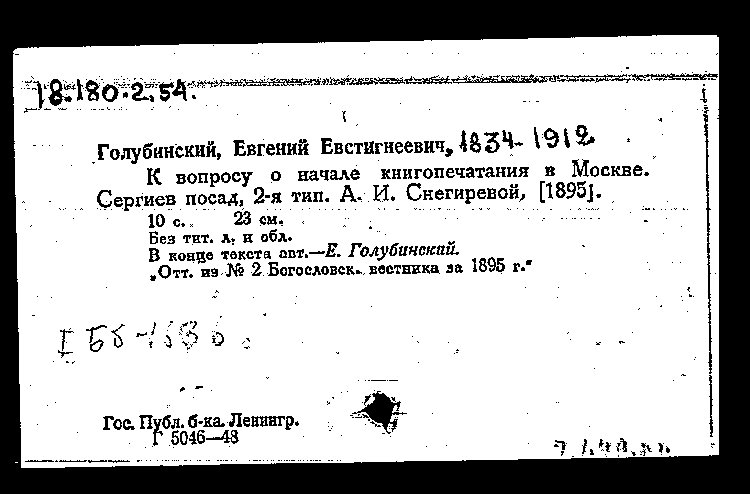 18.180.2.54.
Голубинский, Евгений Евстигнеевич, 1834-1912
К вопросу о начале книгопечатания в Москве.
Сергиев посад, 2-я тип. А. И. Снегиревой, [1895].
10 с. 23 см.
Без тит. л. и обл.
В конце текста авт.—Е. Голубинский.
„Отт. из № 2 Богословск. вестника за 1895 г."
Гос. Публ. б-ка. Ленингр.
Г 5046—48